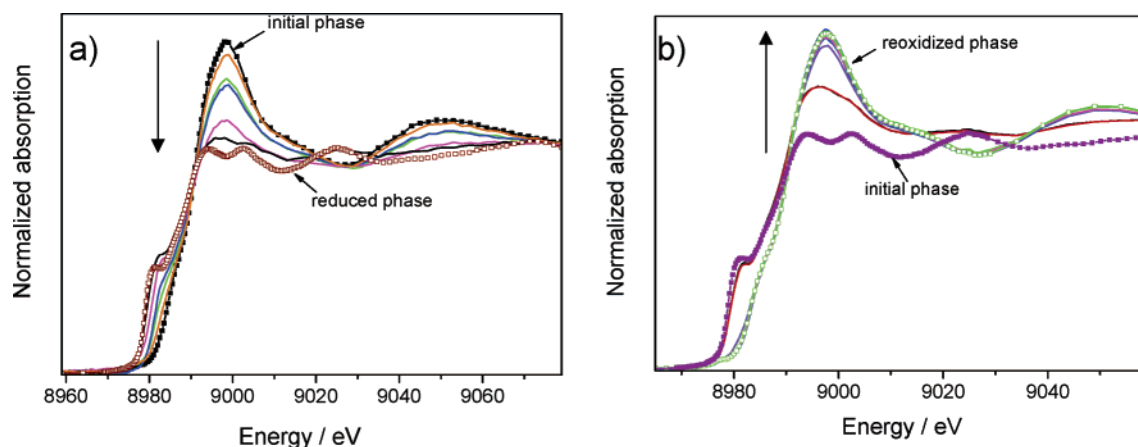 a)
initial phase
reduced phase
Normalized absorption
8960 8980 9000 9020 9040 9060
Energy / eV
b)
reoxidized phase
initial phase
Normalized absorption
8980 9000 9020 9040
Energy / eV